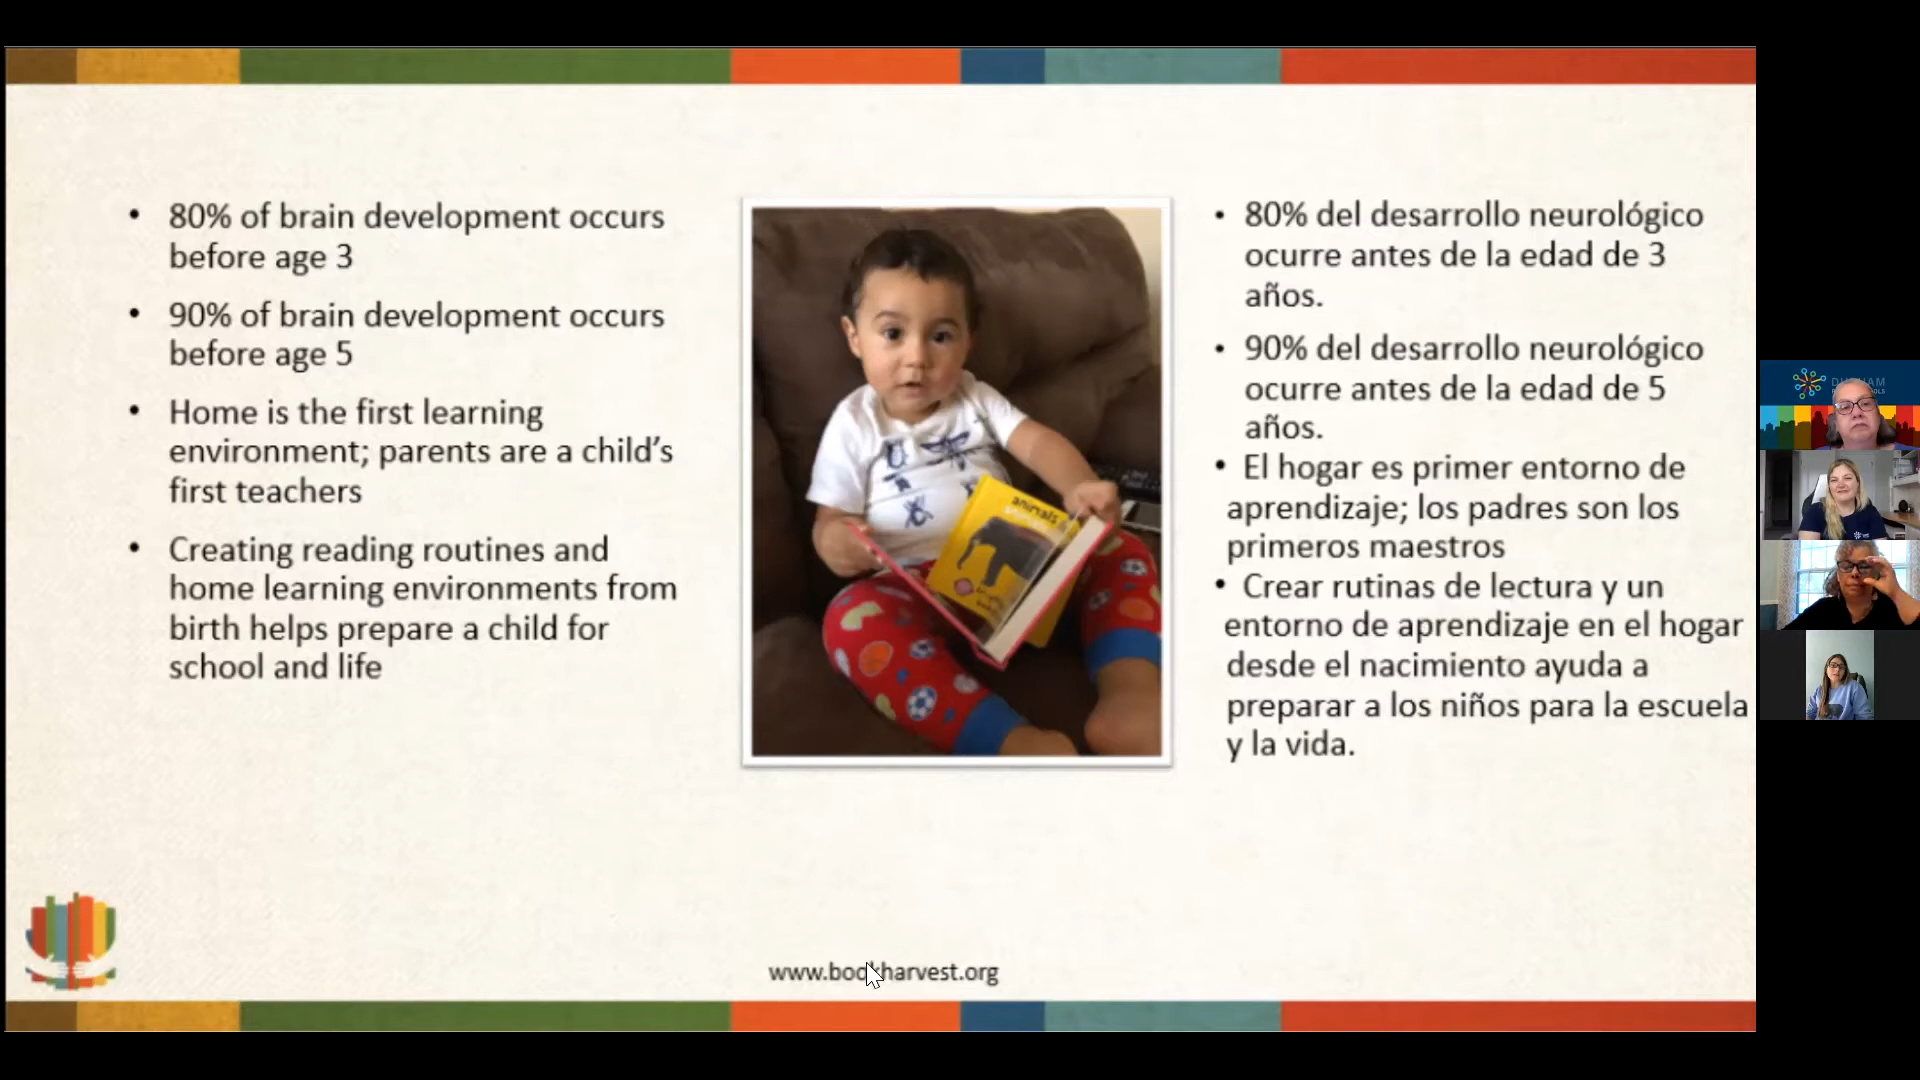 • 80% of brain development occurs
before age 3
• 90% of brain development occurs
before age 5
• Home is the first learning
environment; parents are a child's
first teachers
• Creating reading routines and
home learning environments from
birth helps prepare a child for
school and life
animals
• 80% del desarrollo neurológico
ocurre antes de la edad de 3
años.
• 90% del desarrollo neurológico
ocurre antes de la edad de 5
años.
• El hogar es primer entorno de
aprendizaje; los padres son los
primeros maestros
• Crear rutinas de lectura y un
entorno de aprendizaje en el hogar
desde el nacimiento ayuda a
preparar a los niños para la escuela
y la vida.
www.bookharvest.org